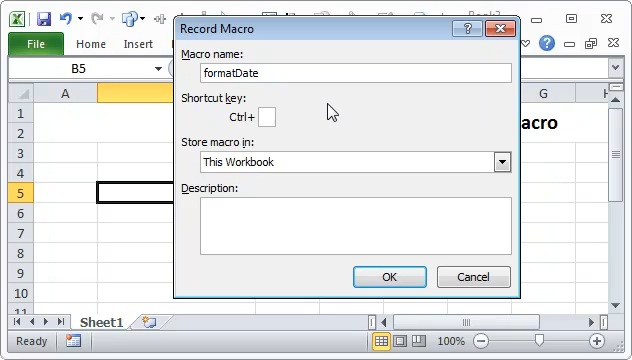 Record Macro
File Home Insert
Macro name:
formatDate
B5
Shortcut key:
Ctrl+
A G H
1
2 acro
3
4
5
6
7
8
9
10
11
Store macro in:
This Workbook
Description:
OK Cancel
Sheet1
Ready 100%